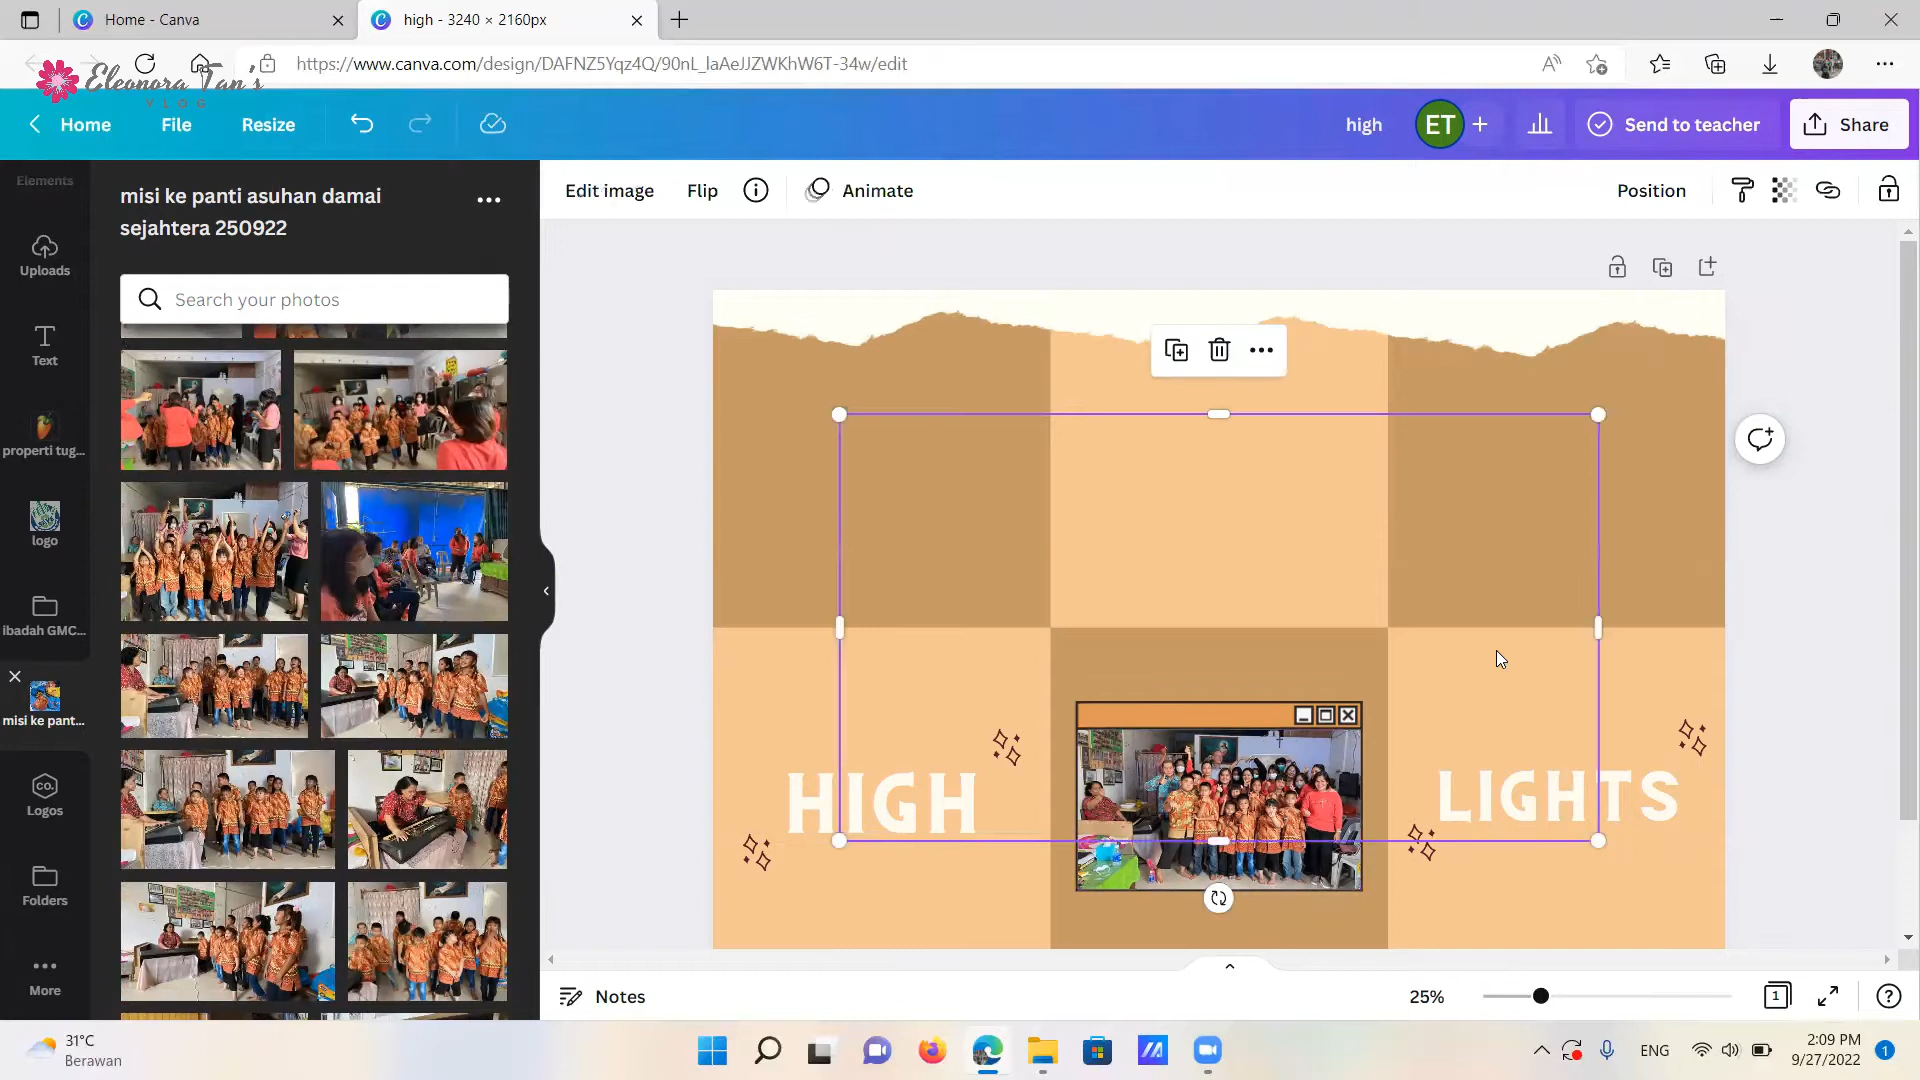 Home - Canva
high - 3240 × 2160px
https://www.canva.com/design/DAFNZ5Yqz4Q/90nL_laAeJJZWKhW6T-34w/edit
Eleonora Tan's
VLOG
Home
File
Resize
high
ET
Send to teacher
Share
Elements
Uploads
Text
properti tug...
logo
ibadah GMC...
misi ke pant...
Logos
Folders
More
misi ke panti asuhan damai
sejahtera 250922
Search your photos
Edit image
Flip
Animate
Position
HIGH
LIGHTS
Notes
25%
1
31°C
Berawan
ENG
2:09 PM
9/27/2022
1